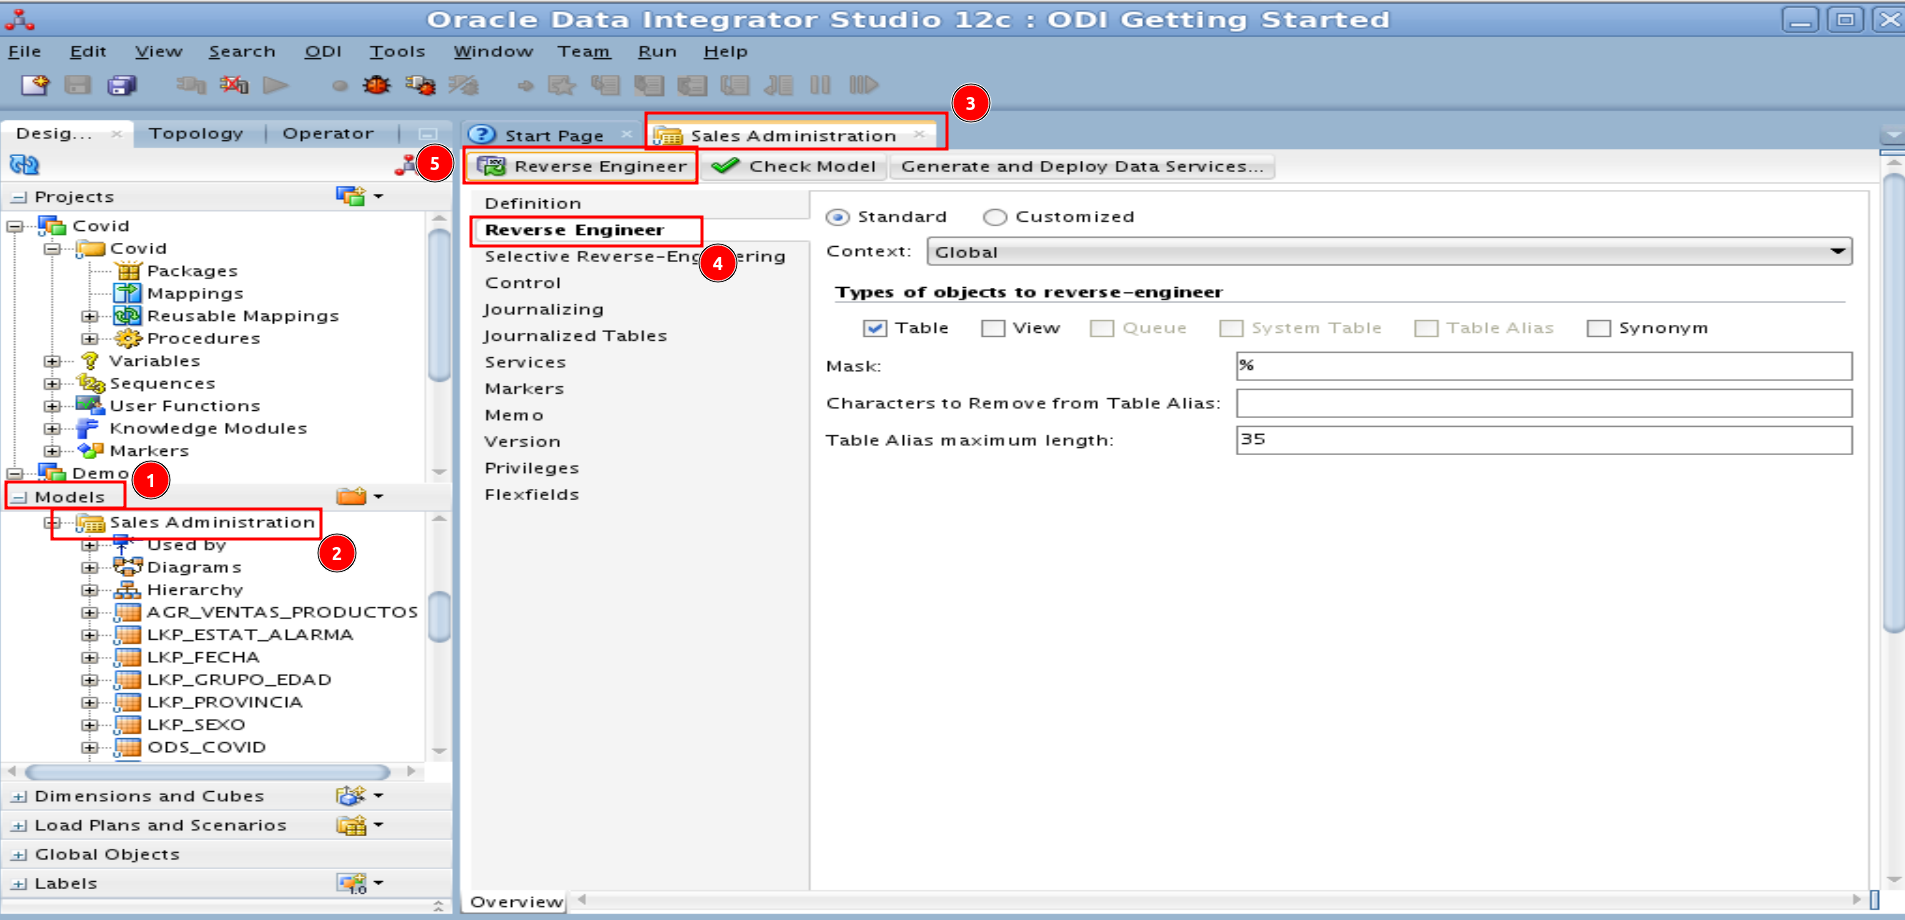 Oracle Data Integrator Studio 12c : ODI Getting Started
File Edit View Search ODI Tools Window Team Run Help
3
Desig... Topology Operator
Start Page Sales Administration
5
Reverse Engineer Check Model Generate and Deploy Data Services...
Projects
Covid
Covid
Packages
Mappings
Reusable Mappings
Procedures
Variables
Sequences
User Functions
Knowledge Modules
Markers
Demo
1
Models
Sales Administration
2
Used by
Diagrams
Hierarchy
AGR_VENTAS_PRODUCTOS
LKP_ESTAT_ALARMA
LKP_FECHA
LKP_GRUPO_EDAD
LKP_PROVINCIA
LKP_SEXO
ODS_COVID
Dimensions and Cubes
Load Plans and Scenarios
Global Objects
Labels
1.0
Definition
Reverse Engineer
4
Selective Reverse-Eng ering
Control
Journalizing
Journalized Tables
Services
Markers
Memo
Version
Privileges
Flexfields
Standard Customized
Context: Global
Types of objects to reverse-engineer
Table View Queue System Table Table Alias Synonym
Mask: %
Characters to Remove from Table Alias:
Table Alias maximum length: 35
Overview